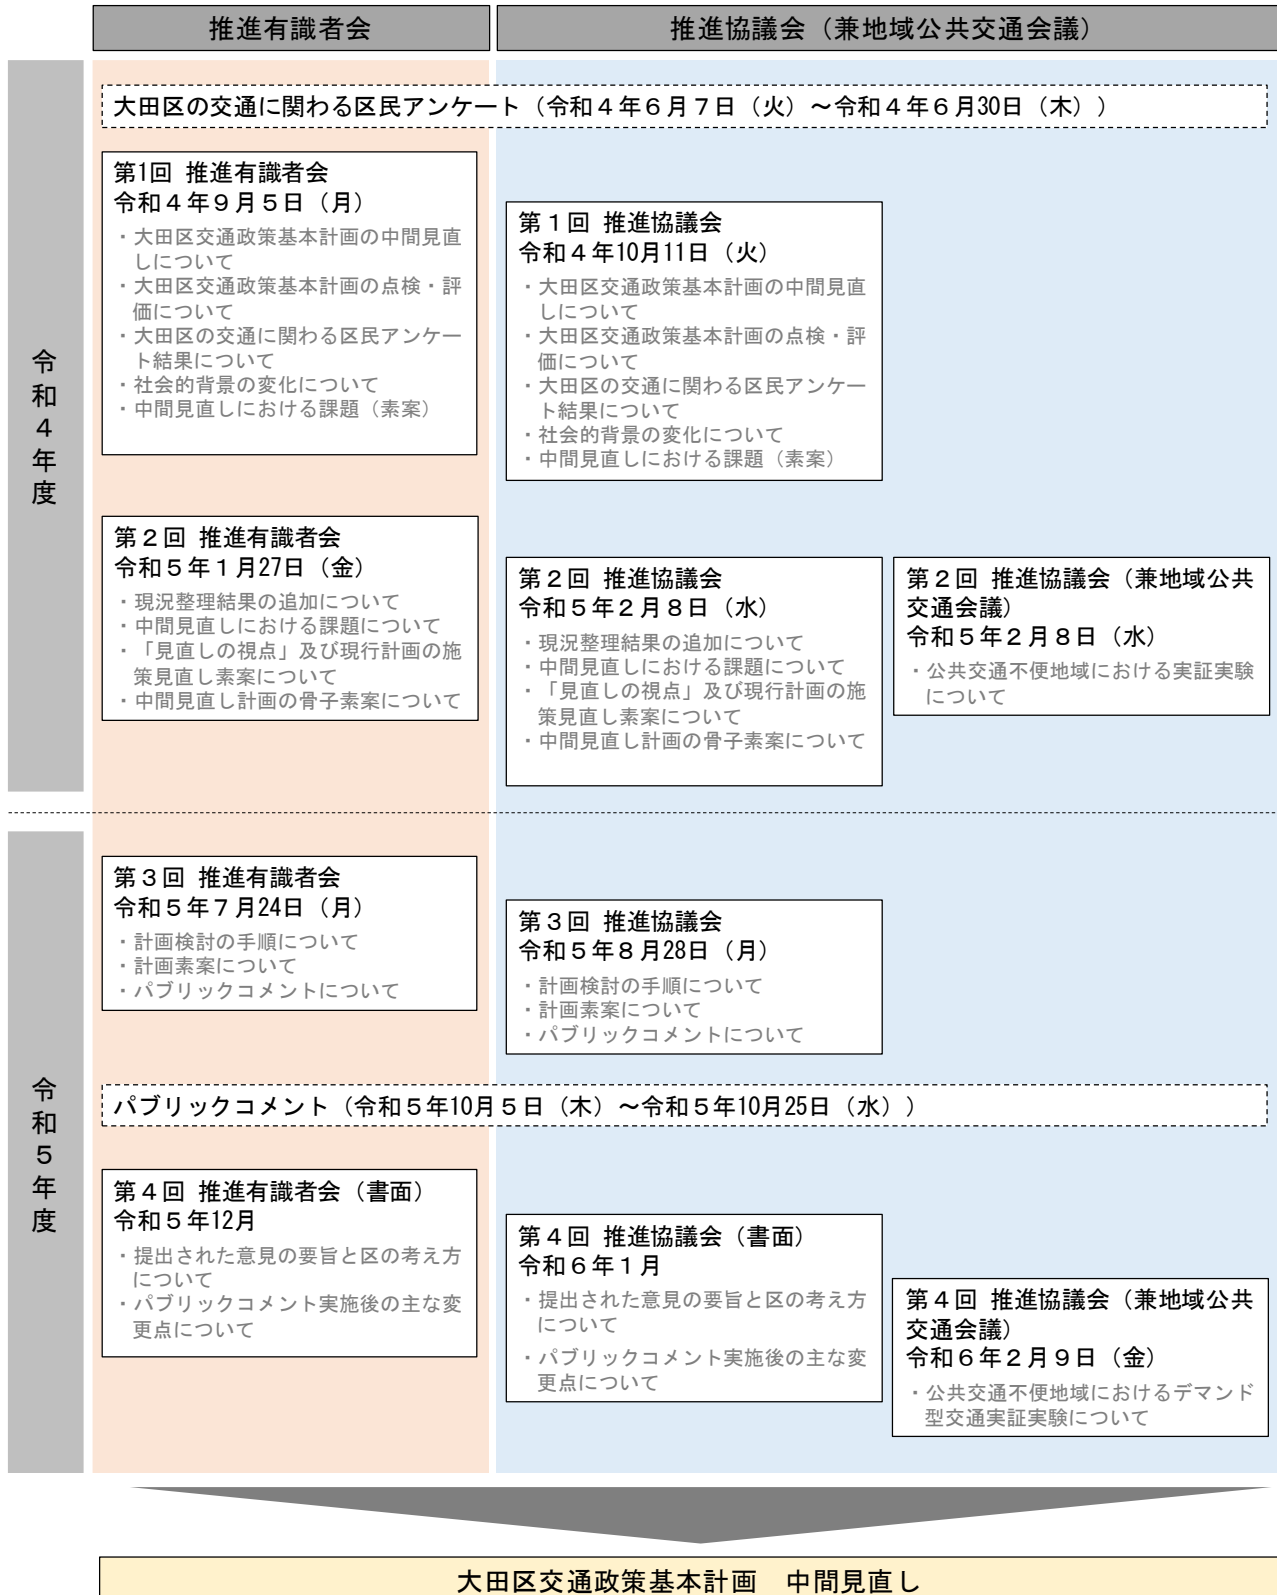 推進有識者会
推進協議会（兼地域公共交通会議）
令和４年度
大田区の交通に関わる区民アンケート（令和４年６月７日（火）～令和４年６月30日（木））
第1回 推進有識者会
令和４年９月５日（月）
・大田区交通政策基本計画の中間見直
しについて
・大田区交通政策基本計画の点検・評
価について
・大田区の交通に関わる区民アンケー
ト結果について
・社会的背景の変化について
・中間見直しにおける課題（素案）
第１回 推進協議会
令和４年10月11日（火）
・大田区交通政策基本計画の中間見直
しについて
・大田区交通政策基本計画の点検・評
価について
・大田区の交通に関わる区民アンケー
ト結果について
・社会的背景の変化について
・中間見直しにおける課題（素案）
第２回 推進有識者会
令和５年１月27日（金）
・現況整理結果の追加について
・中間見直しにおける課題について
・「見直しの視点」及び現行計画の施
策見直し素案について
・中間見直し計画の骨子素案について
第２回 推進協議会
令和５年２月８日（水）
・現況整理結果の追加について
・中間見直しにおける課題について
・「見直しの視点」及び現行計画の施
策見直し素案について
・中間見直し計画の骨子素案について
第２回 推進協議会（兼地域公共
交通会議）
令和５年２月８日（水）
・公共交通不便地域における実証実験
について
令和５年度
第３回 推進有識者会
令和５年７月24日（月）
・計画検討の手順について
・計画素案について
・パブリックコメントについて
第３回 推進協議会
令和５年８月28日（月）
・計画検討の手順について
・計画素案について
・パブリックコメントについて
パブリックコメント（令和５年10月５日（木）～令和５年10月25日（水））
第４回 推進有識者会（書面）
令和５年12月
・提出された意見の要旨と区の考え方
について
・パブリックコメント実施後の主な変
更点について
第４回 推進協議会（書面）
令和６年１月
・提出された意見の要旨と区の考え方
について
・パブリックコメント実施後の主な変
更点について
第４回 推進協議会（兼地域公共
交通会議）
令和６年２月９日（金）
・公共交通不便地域におけるデマンド
型交通実証実験について
大田区交通政策基本計画　中間見直し